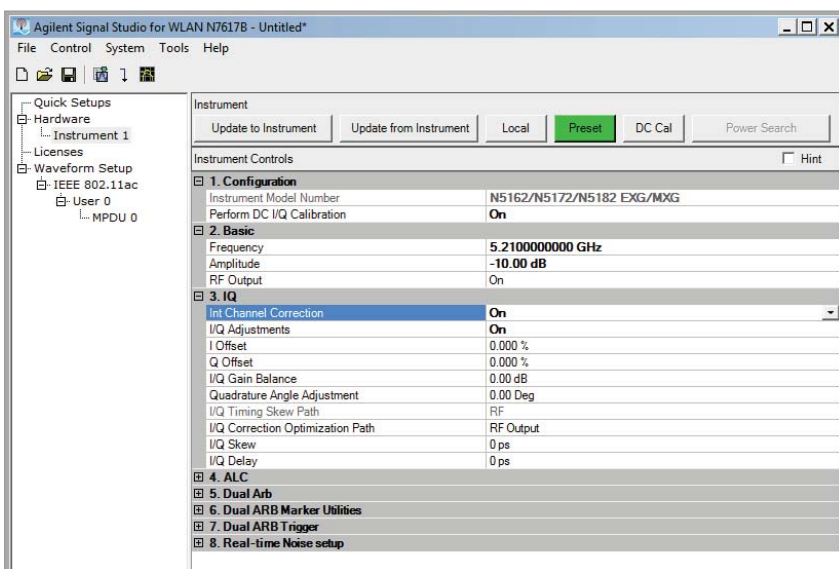 Agilent Signal Studio for WLAN N7617B - Untitled*
File Control System Tools Help
Quick Setups
Hardware
Instrument 1
Licenses
Waveform Setup
IEEE 802.11ac
User 0
MPDU 0
Instrument
Update to Instrument Update from Instrument Local Preset DC Cal Power Search
Instrument Controls Hint
1. Configuration
Instrument Model Number N5162/N5172/N5182 EXG/MXG
Perform DC I/Q Calibration On
2. Basic
Frequency 5.2100000000 GHz
Amplitude -10.00 dB
RF Output On
3. IQ
Int Channel Correction On
I/Q Adjustments On
I Offset 0.000 %
Q Offset 0.000 %
I/Q Gain Balance 0.00 dB
Quadrature Angle Adjustment 0.00 Deg
I/Q Timing Skew Path RF
I/Q Correction Optimization Path RF Output
I/Q Skew 0 ps
I/Q Delay 0 ps
4. ALC
5. Dual Arb
6. Dual ARB Marker Utilities
7. Dual ARB Trigger
8. Real-time Noise setup